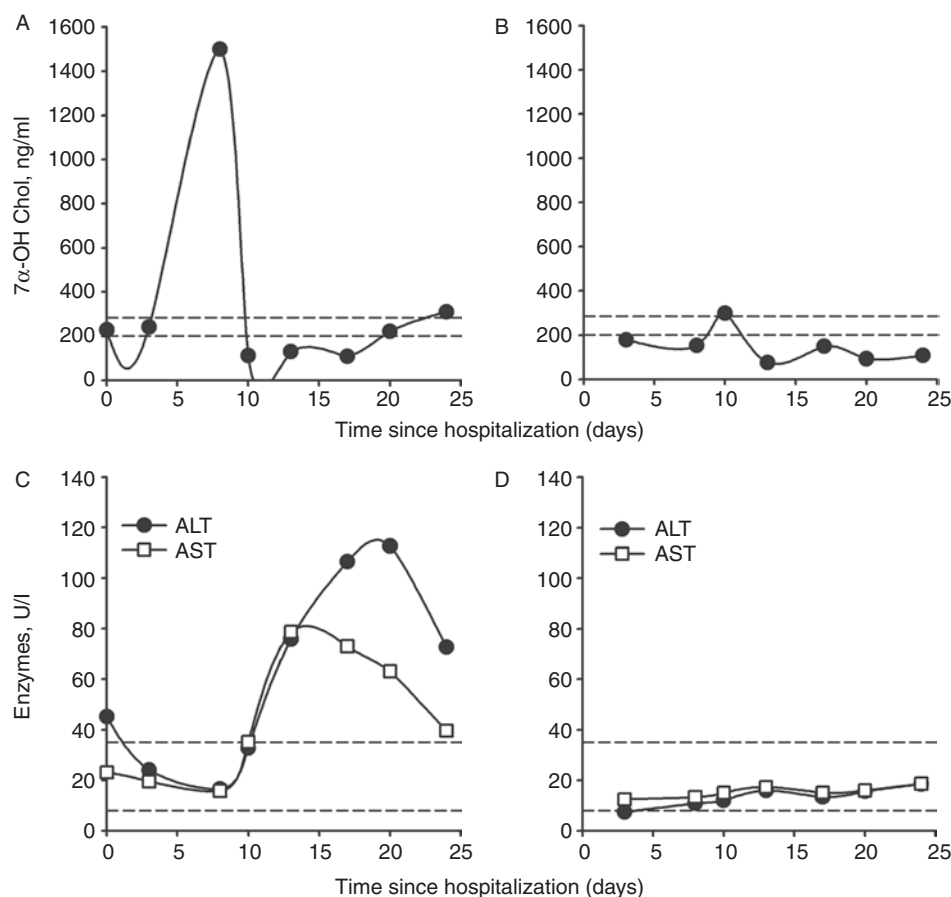 A
B
1600
1400
1200
1000
800
600
400
200
0
7α-OH Chol, ng/ml
0 5 10 15 20 25
1600
1400
1200
1000
800
600
400
200
0
0 5 10 15 20 25
Time since hospitalization (days)
C
D
140
120
100
80
60
40
20
0
Enzymes, U/l
ALT
AST
0 5 10 15 20 25
140
120
100
80
60
40
20
0
ALT
AST
0 5 10 15 20 25
Time since hospitalization (days)